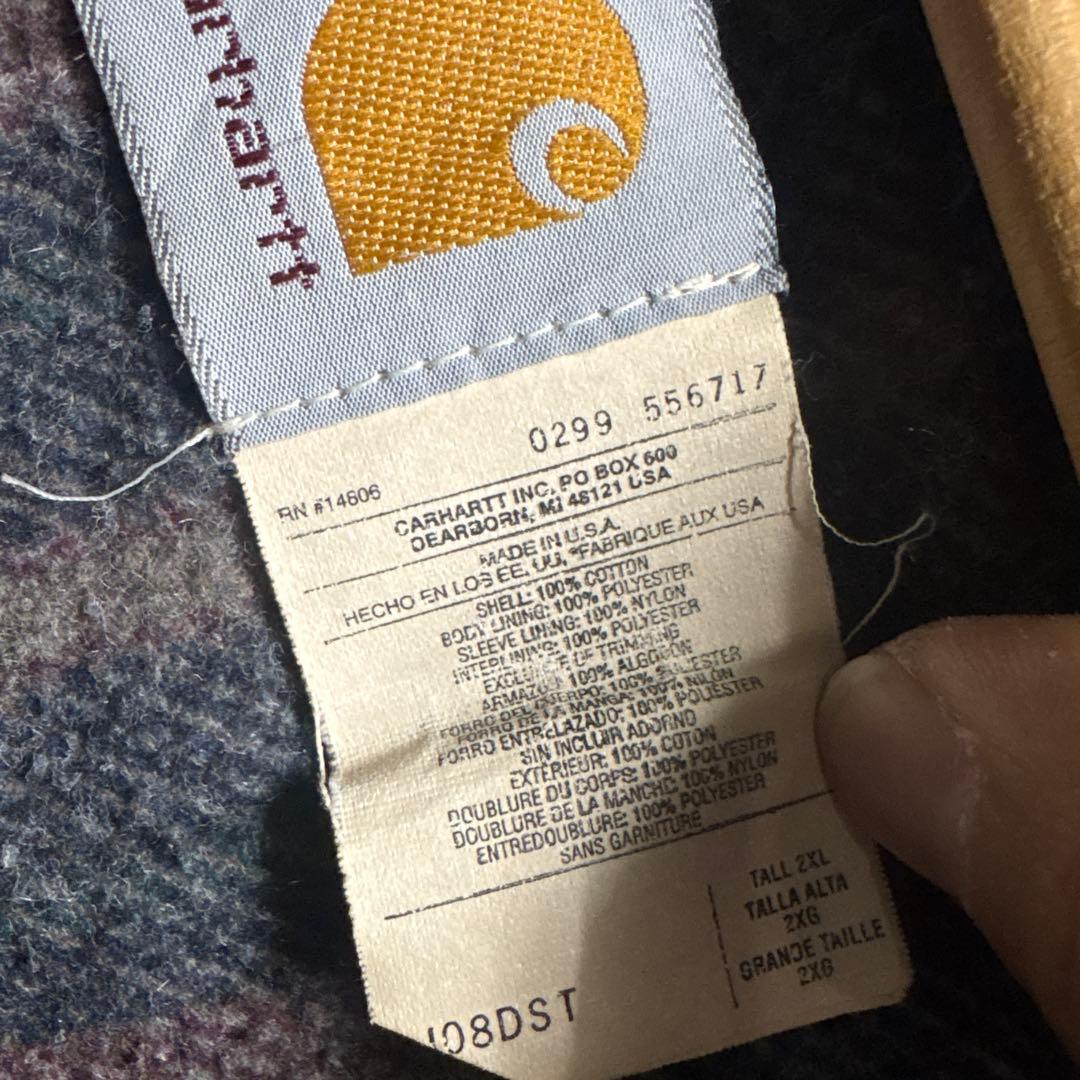 carhartt
0299 556717
RN #14806
CARHARTT INC. PO BOX 600
DEARBORN, MI 48121 USA
MADE IN U.S.A.
HECHO EN LOS EE. UU. *FABRIQUE AUX USA
SHELL: 100% COTTON
BODY LINING: 100% POLYESTER
SLEEVE LINING: 100% NYLON
INTERLINING: 100% POLYESTER
EXCLUSIVE OF TRIMMING
ARMAZON: 100% ALGODON
FORRO DEL CUERPO: 100% POLIESTER
FORRO DE LA MANGA: 100% NILON
FORRO ENTRELAZADO: 100% POLIESTER
SIN INCLUIR ADORNO
EXTÉRIEUR: 100% COTON
DOUBLURE DU CORPS: 100% POLYESTER
DOUBLURE DE LA MANCHE: 100% NYLON
ENTREDOUBLURE: 100% POLYESTER
SANS GARNITURE
TALL 2XL
TALLA ALTA
2XG
GRANDE TAILLE
2XG
J08DST